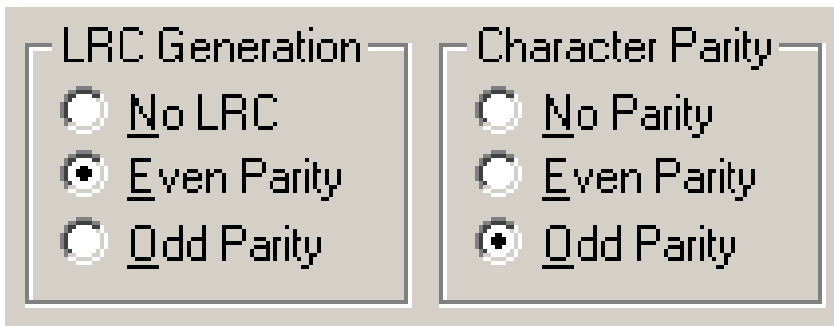 LRC Generation
No LRC
Even Parity
Odd Parity
Character Parity
No Parity
Even Parity
Odd Parity